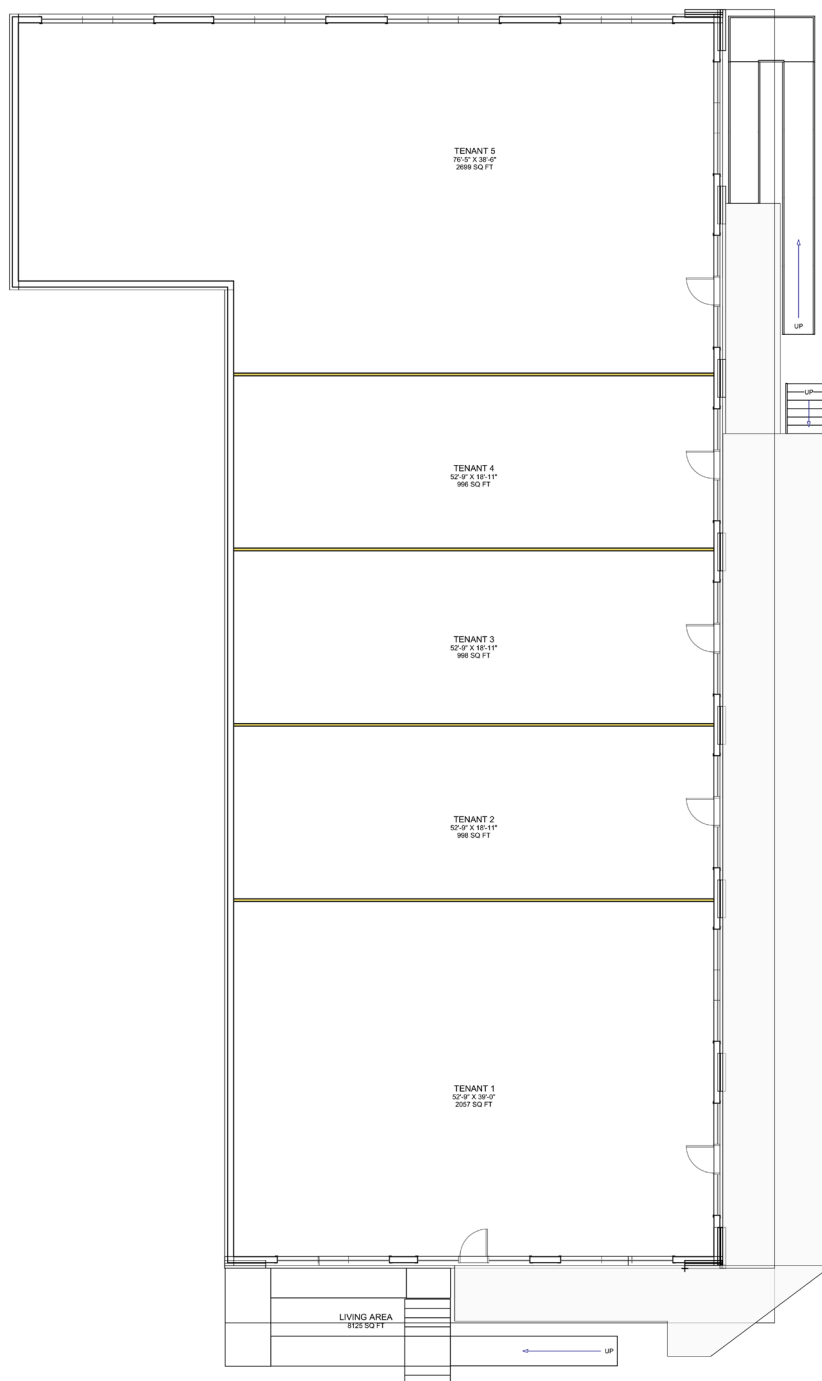 TENANT 5
76'-5" X 38'-6"
2699 SQ FT
UP
UP
TENANT 4
52'-9" X 18'-11"
996 SQ FT
TENANT 3
52'-9" X 18'-11"
998 SQ FT
TENANT 2
52'-9" X 18'-11"
998 SQ FT
TENANT 1
52'-9" X 39'-0"
2057 SQ FT
LIVING AREA
8125 SQ FT
UP